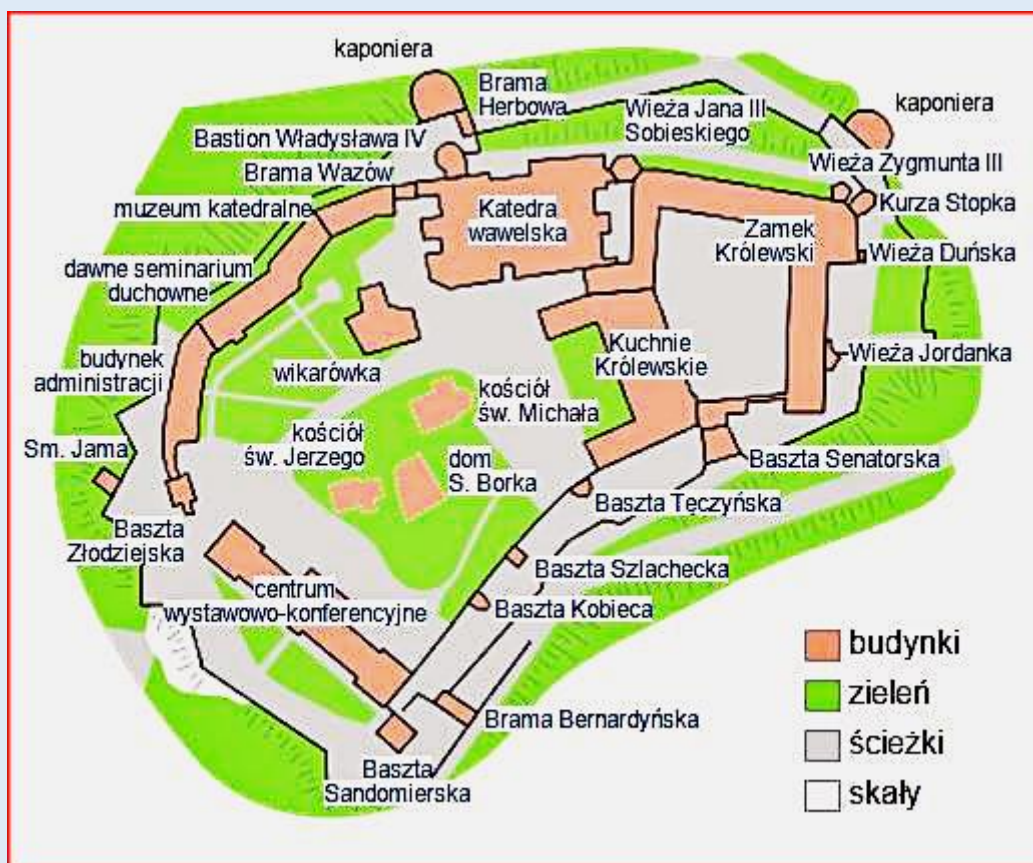 kaponiera
Brama
Herbowa
Wieża Jana III
Sobieskiego
kaponiera
Bastion Władysława IV
Brama Wazów
Wieża Zygmunta III
muzeum katedralne
Katedra
wawelska
Kurza Stopka
Zamek
Królewski
Wieża Duńska
dawne seminarium
duchowne
budynek
administracji
wikarówka
Kuchnie
Królewskie
Wieża Jordanka
kościół
św. Michała
Sm. Jama
kościół
św. Jerzego
dom
S. Borka
Baszta Senatorska
Baszta Tęczyńska
Baszta
Złodziejska
Baszta Szlachecka
centrum
wystawowo-konferencyjne
Baszta Kobieca
Brama Bernardyńska
Baszta
Sandomierska
budynki
zieleń
ścieżki
skały